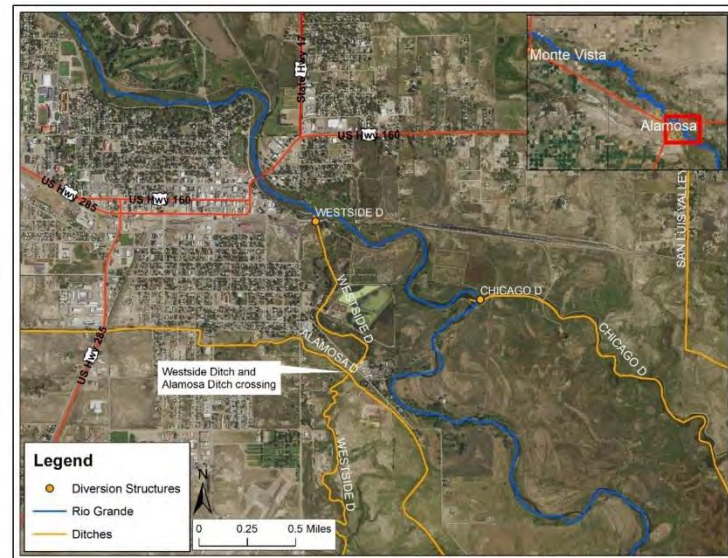 Monte Vista
Alamosa
SAN LUIS VALLEY
State Hwy 17
US Hwy 160
US Hwy 285
US Hwy 160
WESTSIDE D
WESTSIDE D
CHICAGO D
CHICAGO D
ALAMOSA D
Westside Ditch and
Alamosa Ditch crossing
US Hwy 285
WESTSIDE D
Legend
Diversion Structures
Rio Grande
Ditches
N
0 0.25 0.5 Miles